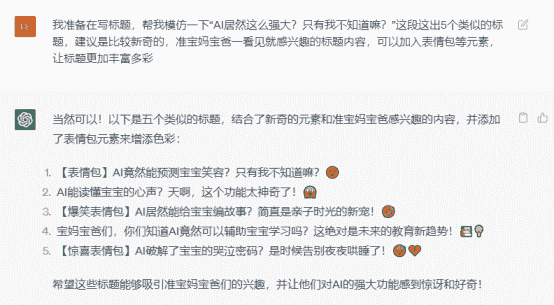 我准备在写标题，帮我模仿一下“AI居然这么强大？只有我不知道嘛？”这段这出5个类似的标
题，建议是比较新奇的，准宝妈宝爸一看见就感兴趣的标题内容，可以加入表情包等元素，
让标题更加丰富多彩
当然可以！以下是五个类似的标题，结合了新奇的元素和准宝妈宝爸感兴趣的内容，并添加
了表情包元素来增添色彩：
1. 【表情包】AI竟然能预测宝宝笑容？只有我不知道嘛？
2. AI能读懂宝宝的心声？天啊，这个功能太神奇了！
3. 【爆笑表情包】AI居然能给宝宝编故事？简直是亲子时光的新宠！
4. 宝妈宝爸们，你们知道AI竟然可以辅助宝宝学习吗？这绝对是未来的教育新趋势！
5. 【惊喜表情包】AI破解了宝宝的哭泣密码？是时候告别夜夜哄睡了！
希望这些标题能够吸引准宝妈宝爸们的兴趣，并让他们对AI的强大功能感到惊讶和好奇！